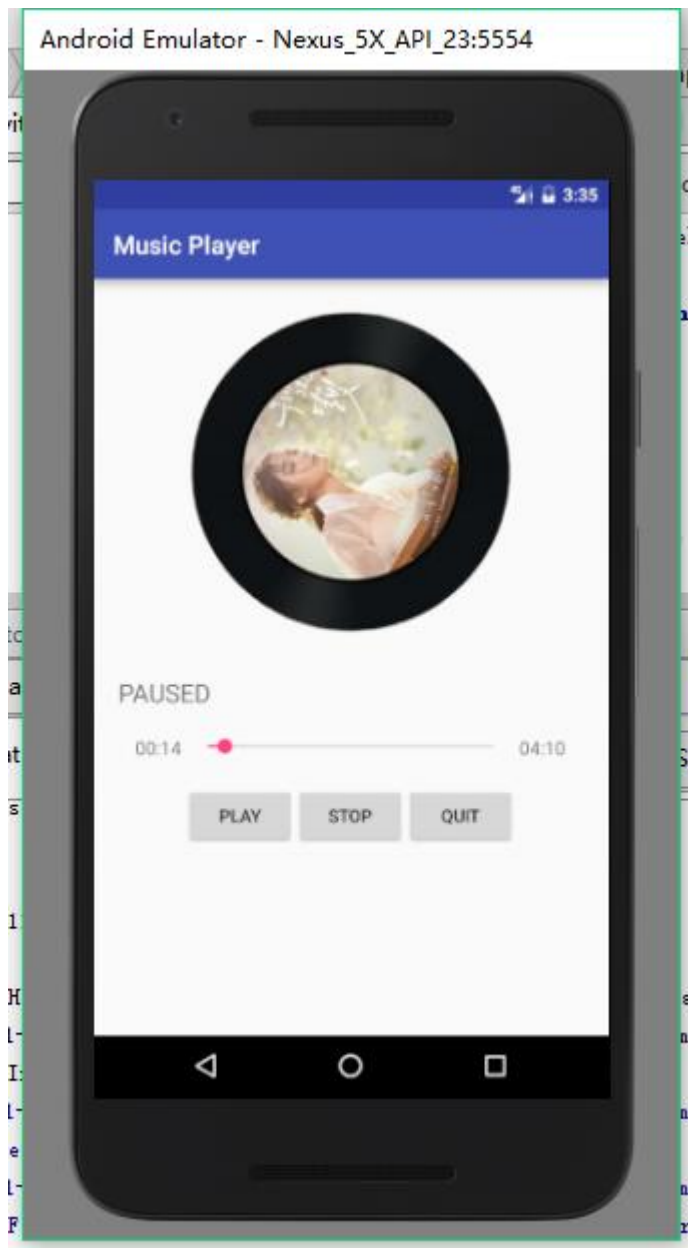 Android Emulator - Nexus_5X_API_23:5554
3:35
Music Player
PAUSED
00:14 04:10
PLAY STOP QUIT